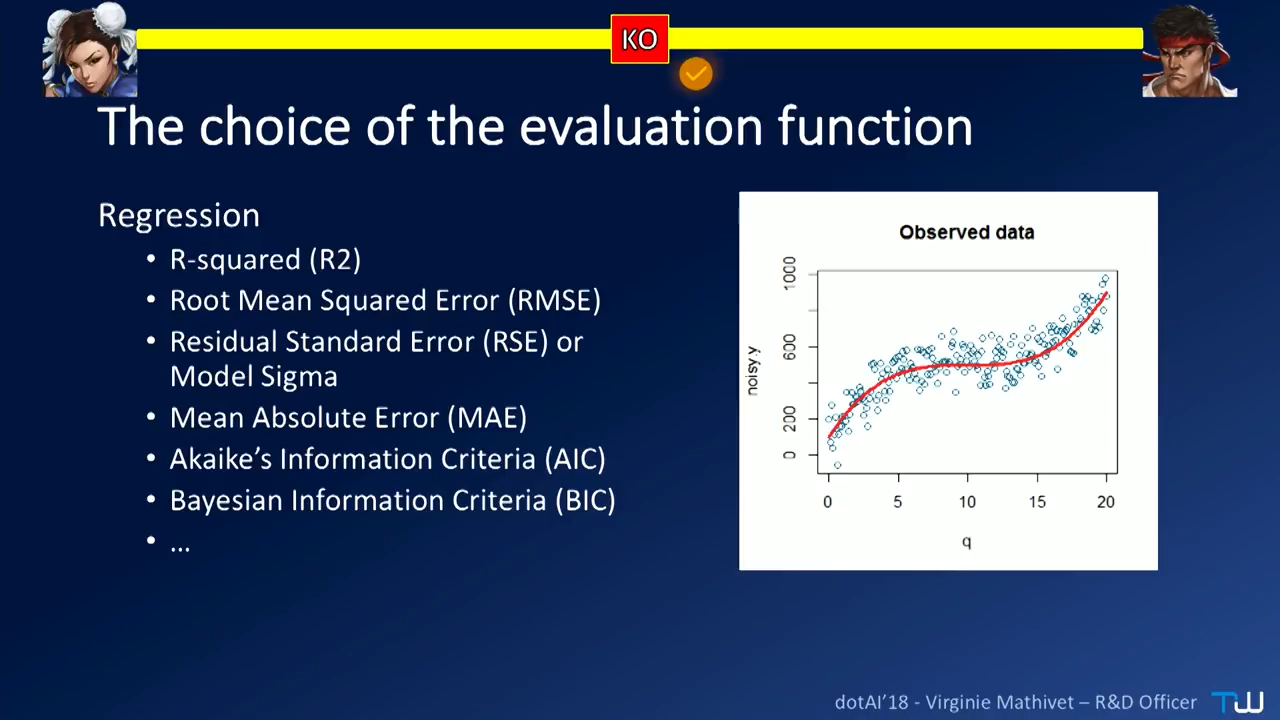 KO
The choice of the evaluation function
Regression
• R-squared (R2)
• Root Mean Squared Error (RMSE)
• Residual Standard Error (RSE) or
Model Sigma
• Mean Absolute Error (MAE)
• Akaike’s Information Criteria (AIC)
• Bayesian Information Criteria (BIC)
• ...
Observed data
noisy.y
1000
600
200
0
0 5 10 15 20
q
dotAI’18 - Virginie Mathivet – R&D Officer TW